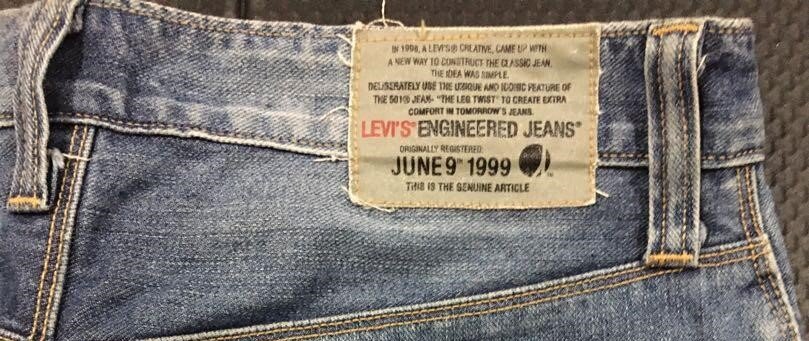 IN 1998, A LEVI'S® CREATIVE, CAME UP WITH
A NEW WAY TO CONSTRUCT THE CLASSIC JEAN.
THE IDEA WAS SIMPLE.
DELIBERATELY USE THE UNIQUE AND ICONIC FEATURE OF
THE 501® JEAN- "THE LEG TWIST" TO CREATE EXTRA
COMFORT IN TOMORROW'S JEANS.
LEVI'S® ENGINEERED JEANS®
ORIGINALLY REGISTERED:
JUNE 9™ 1999
THIS IS THE GENUINE ARTICLE